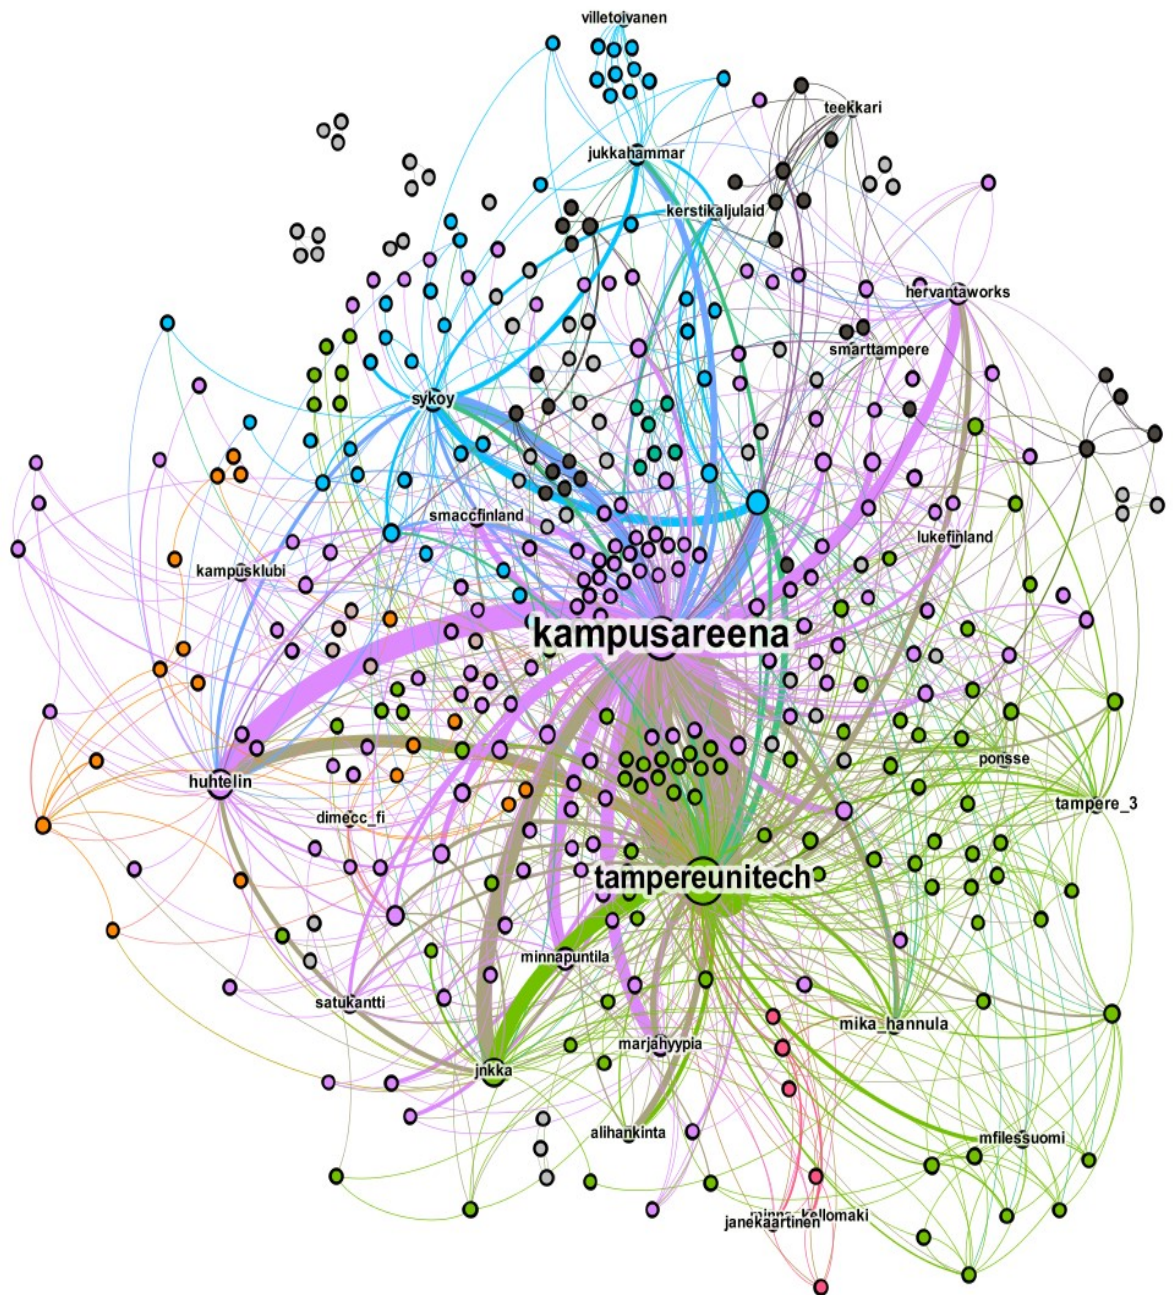 villetoivanen
teekkari
jukkahammar
kerstikaljulaid
hervantaworks
smarttampere
sykoy
smaccfinland
lukefinland
kampusklubi
kampusareena
ponsse
huhtelin
tampere_3
dimecc_fi
tampereunitech
minnapuntila
satukantti
mika_hannula
marjahyypia
jnkka
alihankinta
mfilessuomi
janekaartinen